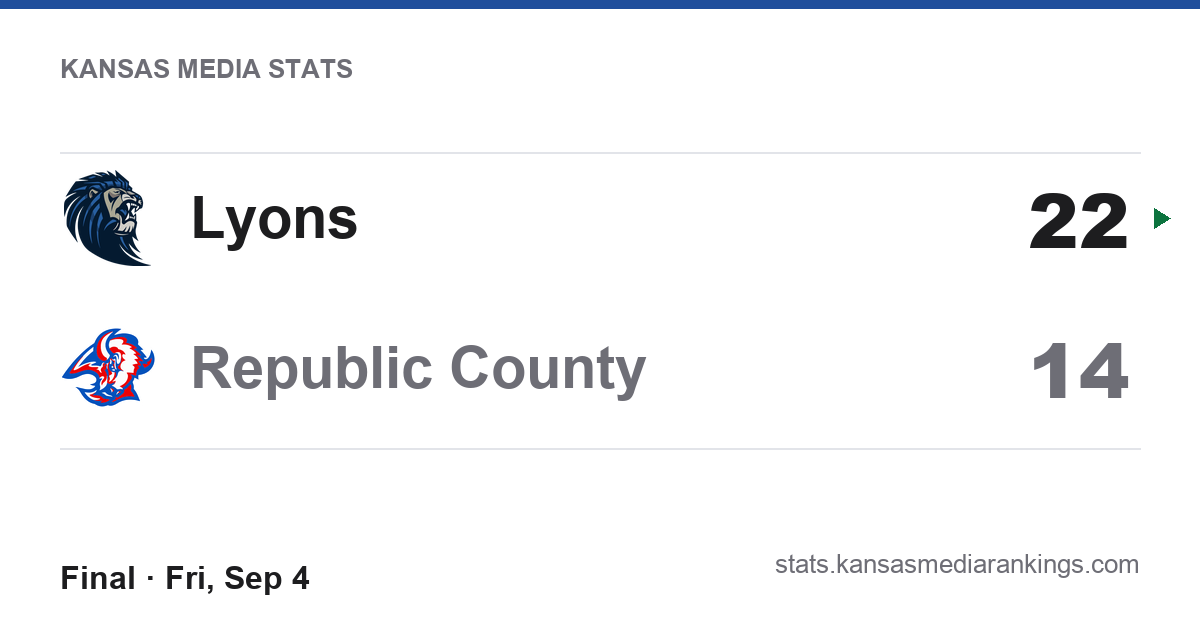 KANSAS MEDIA STATS
Lyons 22
Republic County 14
Final · Fri, Sep 4
stats.kansasmediarankings.com